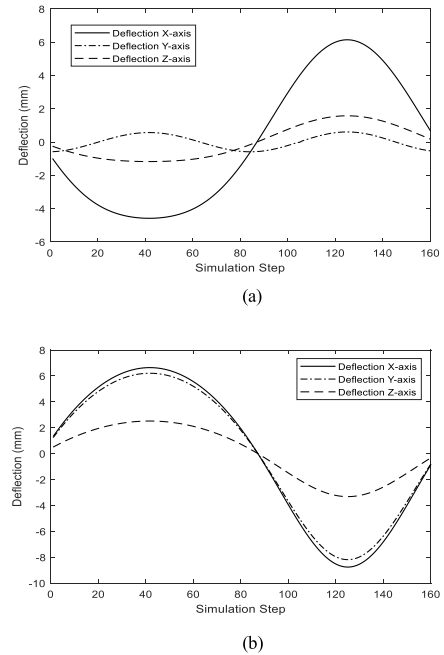 8
6
4
2
0
-2
-4
-6
Deflection (mm)
Deflection X-axis
Deflection Y-axis
Deflection Z-axis
0 20 40 60 80 100 120 140 160
Simulation Step
(a)
8
6
4
2
0
-2
-4
-6
-8
-10
Deflection (mm)
Deflection X-axis
Deflection Y-axis
Deflection Z-axis
0 20 40 60 80 100 120 140 160
Simulation Step
(b)